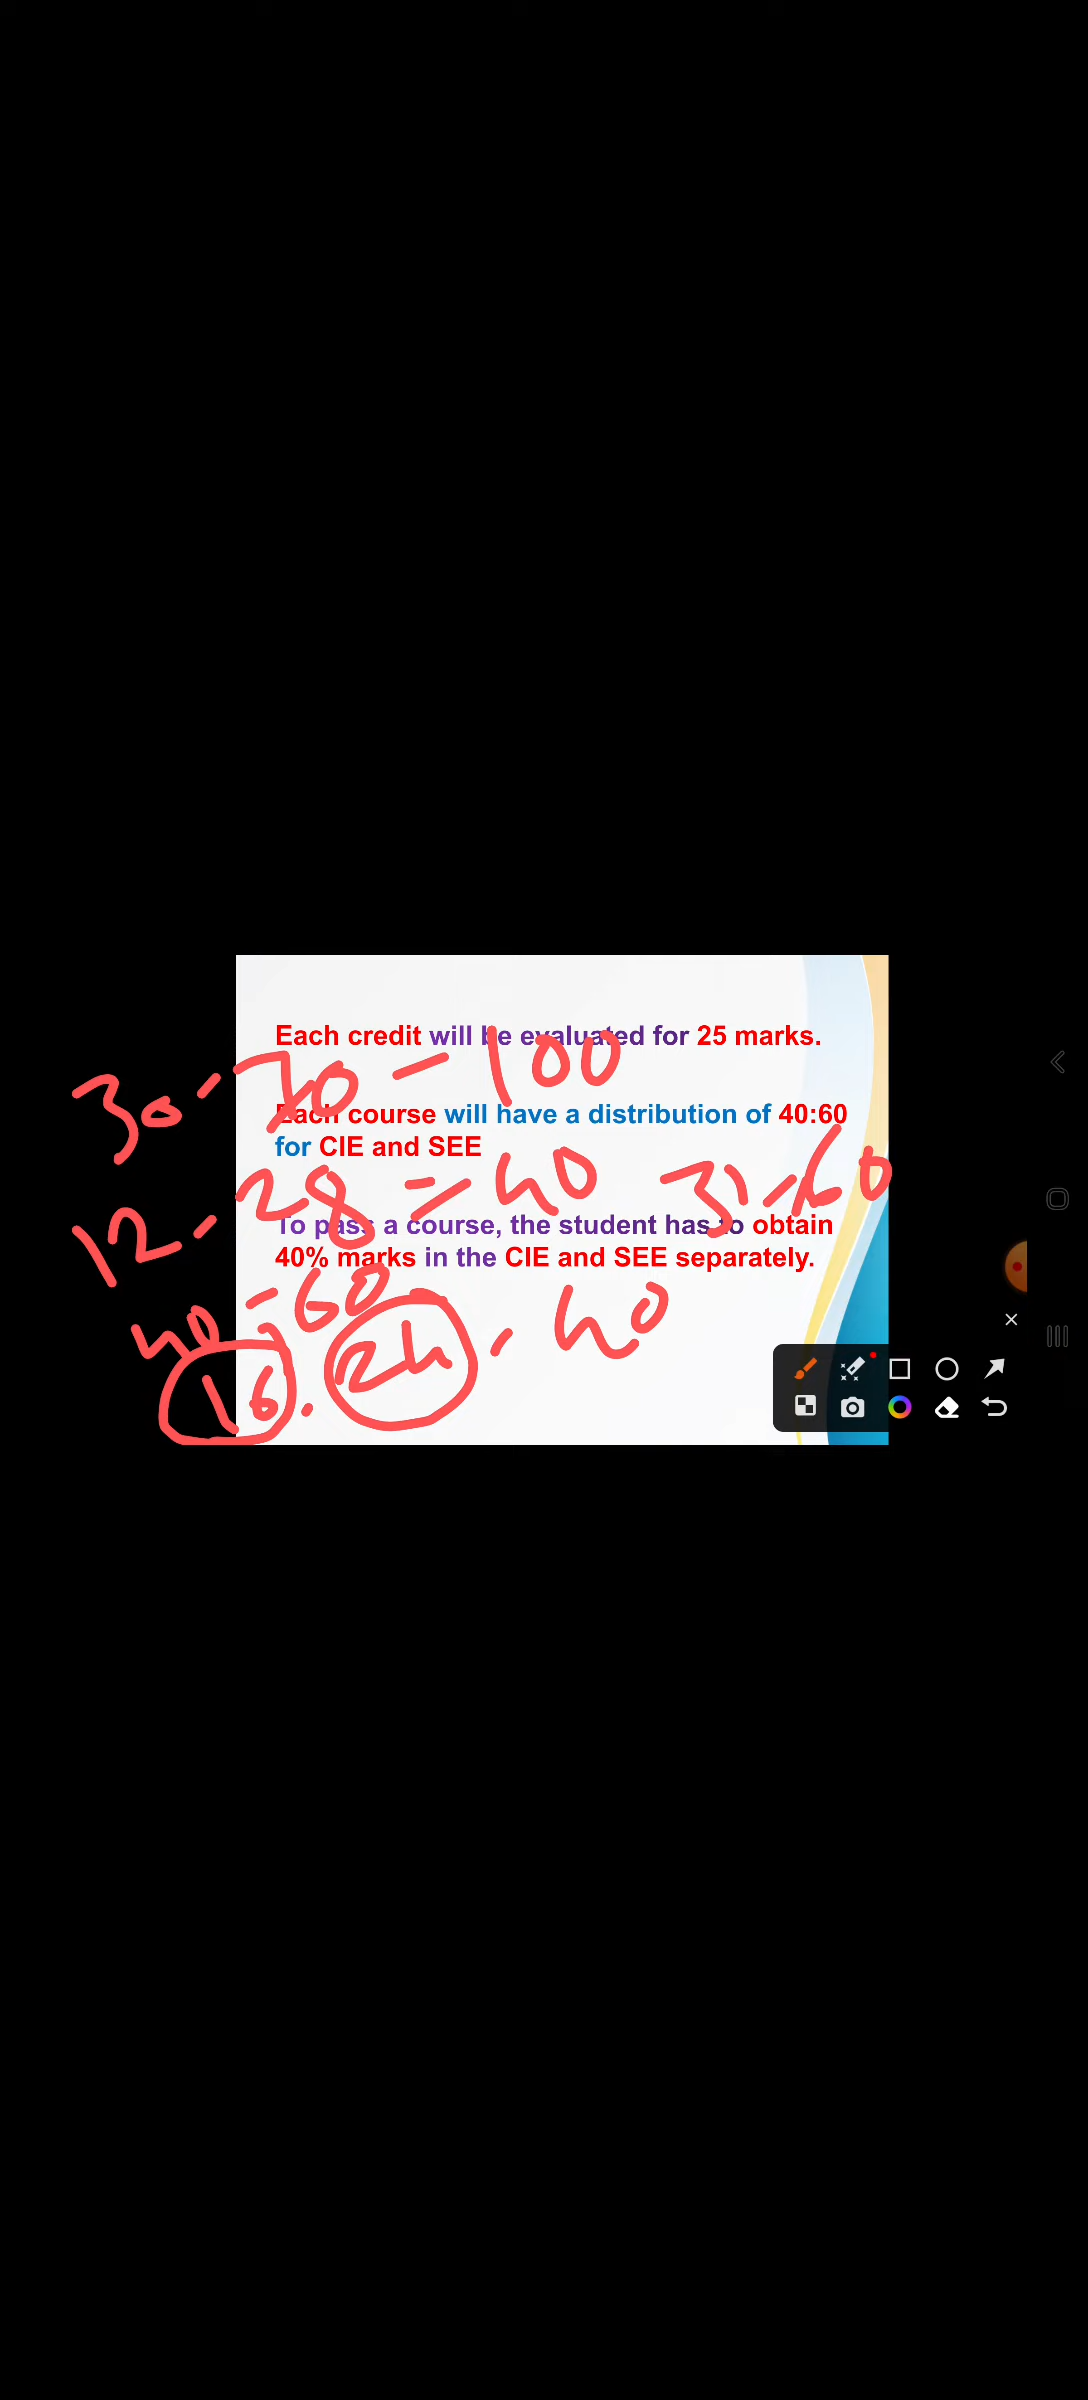 Each credit will be evaluated for 25 marks.
30 - 70 - 100
Each course will have a distribution of 40:60
for CIE and SEE
12 - 28 = 40
To pass a course, the student has to obtain
40% marks in the CIE and SEE separately.
40 - 60
16. 24 . 40